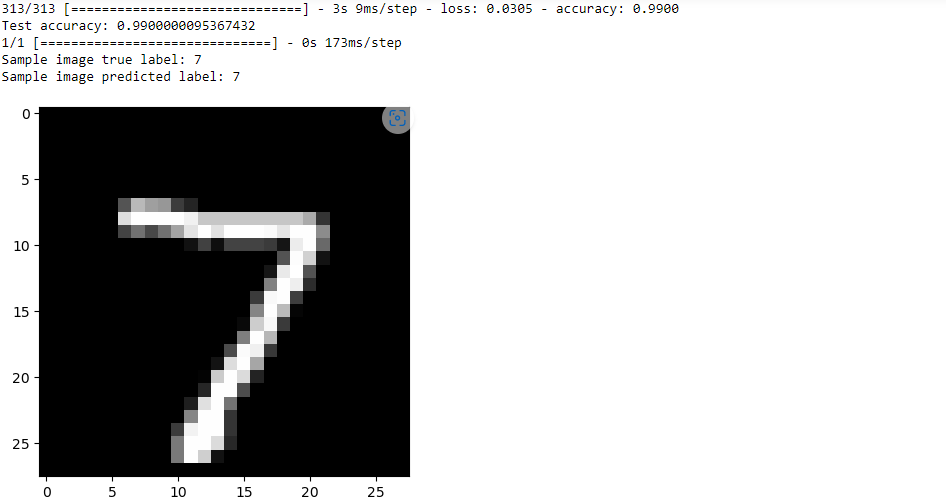 313/313 [==============================] - 3s 9ms/step - loss: 0.0305 - accuracy: 0.9900
Test accuracy: 0.9900000095367432
1/1 [==============================] - 0s 173ms/step
Sample image true label: 7
Sample image predicted label: 7
0
5
7
10
15
20
25
0 5 10 15 20 25